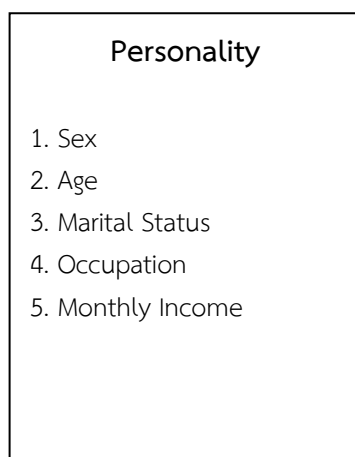 Personality
1. Sex
2. Age
3. Marital Status
4. Occupation
5. Monthly Income